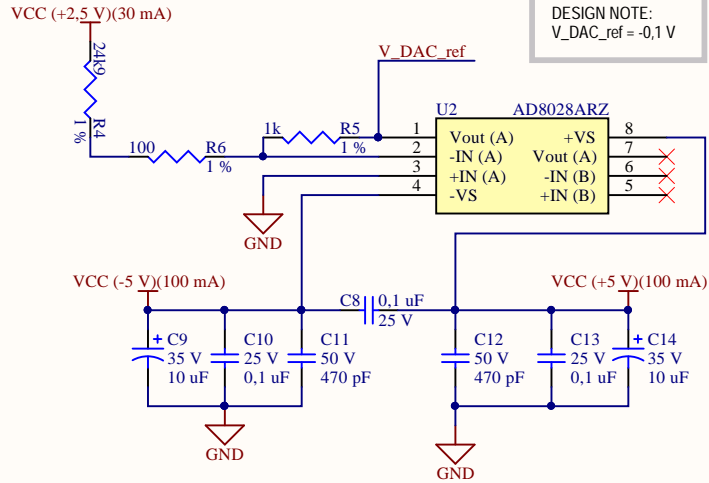 VCC (+2,5 V)(30 mA)
DESIGN NOTE:
V_DAC_ref = -0,1 V
24k9
R4
1 %
V_DAC_ref
U2
AD8028ARZ
1k
R5
1 %
100
R6
1 %
1
Vout (A)
+VS
8
2
-IN (A)
Vout (A)
7
3
+IN (A)
-IN (B)
6
4
-VS
+IN (B)
5
GND
VCC (-5 V)(100 mA)
C8
0,1 uF
25 V
VCC (+5 V)(100 mA)
+
C9
35 V
10 uF
C10
25 V
0,1 uF
C11
50 V
470 pF
C12
50 V
470 pF
C13
25 V
0,1 uF
+
C14
35 V
10 uF
GND
GND